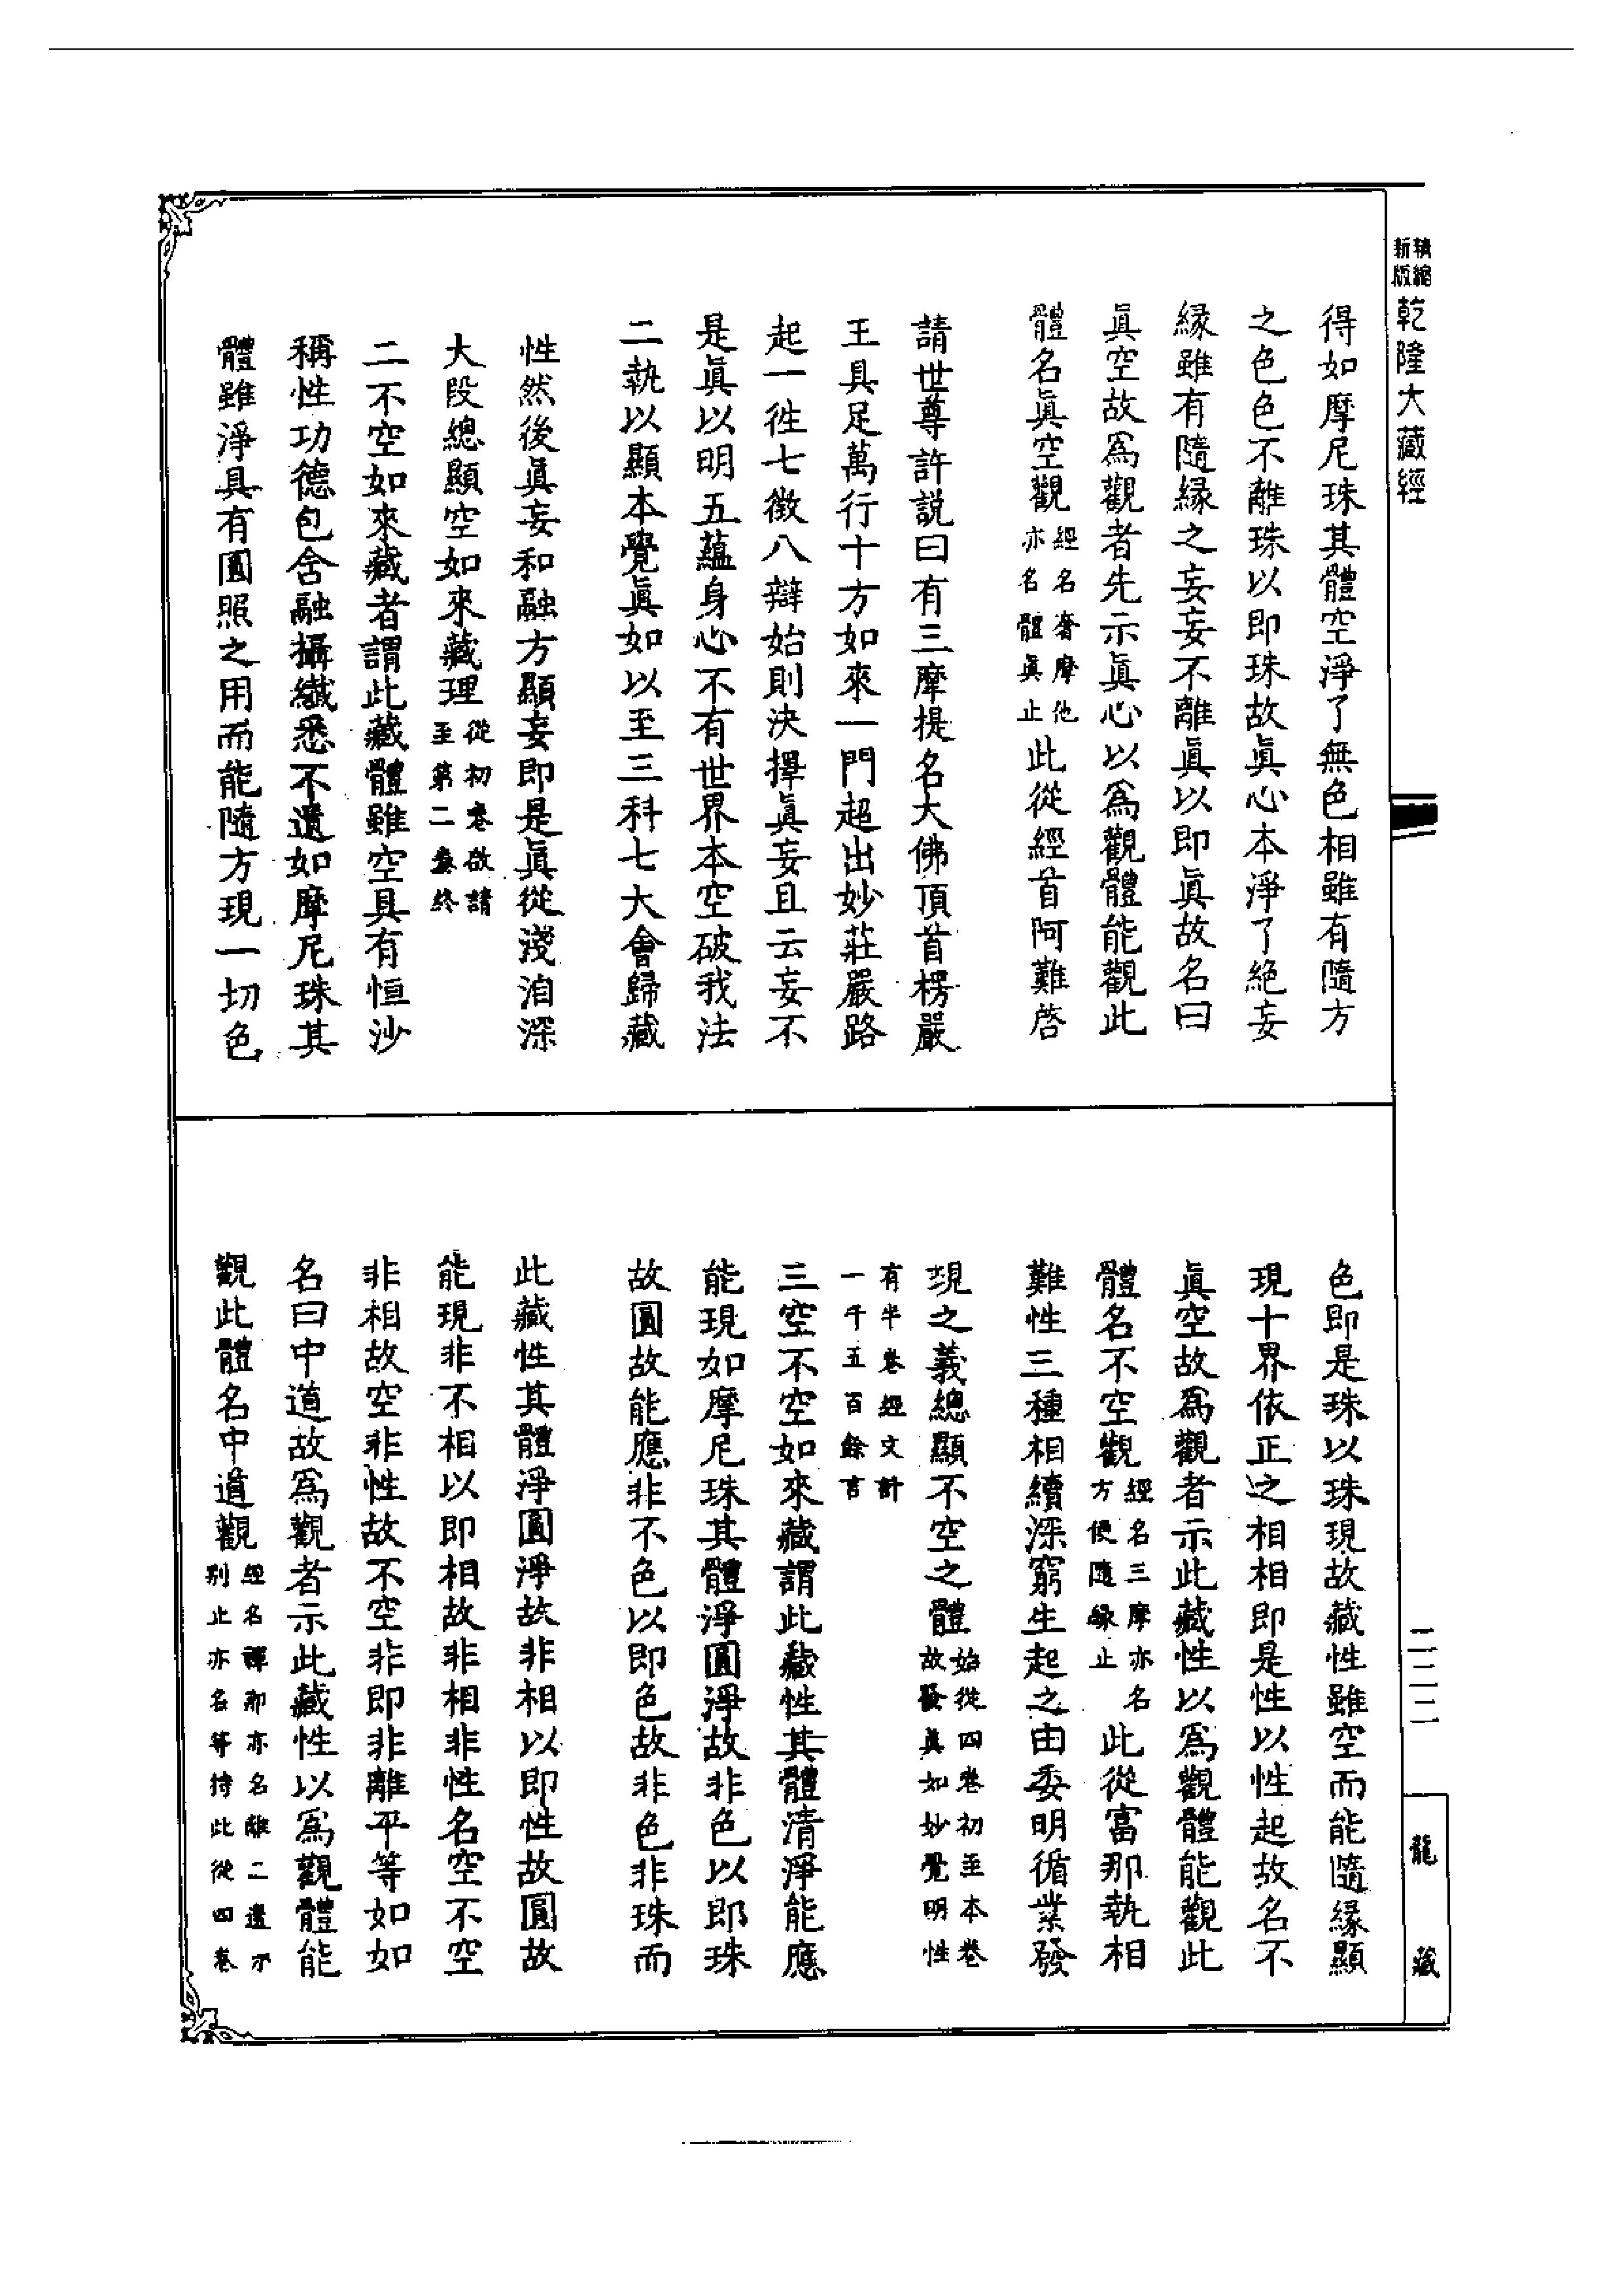 新版精縮乾隆大藏經
得如摩尼珠其體空淨了無色相雖有隨方
之色色不離珠以即珠故眞心本淨了絕妄
緣雖有隨緣之妄妄不離眞以即眞故名曰
眞空故爲觀者先示眞心以爲觀體能觀此
體名眞空觀經名奢摩他亦名體眞止此從經首阿難啓
請世尊許說曰有三摩提名大佛頂首楞嚴
王具足萬行十方如來一門超出妙莊嚴路
起一徃七徵八辯始則決擇眞妄且云妄不
是眞以明五蘊身心不有世界本空破我法
二執以顯本覺眞如以至三科七大會歸藏
性然後眞妄和融方顯妄即是眞從淺洎深
大段總顯空如來藏理從初卷啟請至第二卷終
二不空如來藏者謂此藏體雖空具有恒沙
稱性功德包含融攝纖悉不遺如摩尼珠其
體雖淨具有圓照之用而能隨方現一切色
色即是珠以珠現故藏性雖空而能隨緣顯
現十界依正之相相即是性以性起故名不
眞空故爲觀者示此藏性以爲觀體能觀此
體名不空觀經名三摩亦名方便隨緣止此從富那執相
難性三種相續深窮生起之由委明循業發
現之義總顯不空之體始從四卷初至本卷故發眞如妙覺明性
有半卷經文計一千五百餘言
三空不空如來藏謂此藏性其體清淨能應
能現如摩尼珠其體淨圓淨故非色以即珠
故圓故能應非不色以即色故非色非珠而
此藏性其體淨圓淨故非相以即性故圓故
能現非不相以即相故非相非性名空不空
非相故空非性故不空非即非離平等如如
名曰中道故爲觀者示此藏性以爲觀體能
觀此體名中道觀經名禪那亦名離二邊分別止亦名等持此從四卷
二二二
龍藏